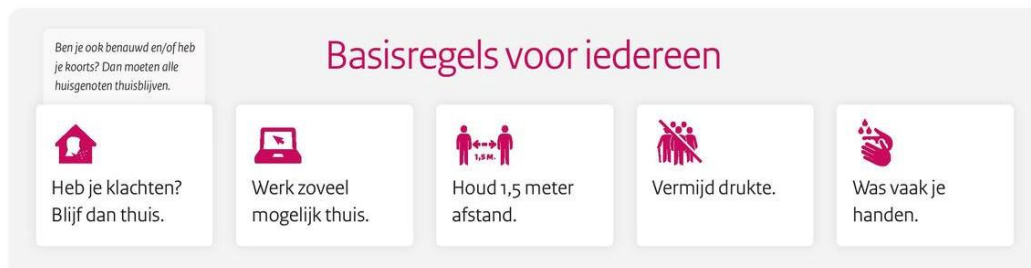 Basisregels voor iedereen
Ben je ook benauwd en/of heb
je koorts? Dan moeten alle
huisgenoten thuisblijven.
Heb je klachten?
Blijf dan thuis.
Werk zoveel
mogelijk thuis.
1,5 M.
Houd 1,5 meter
afstand.
Vermijd drukte.
Was vaak je
handen.